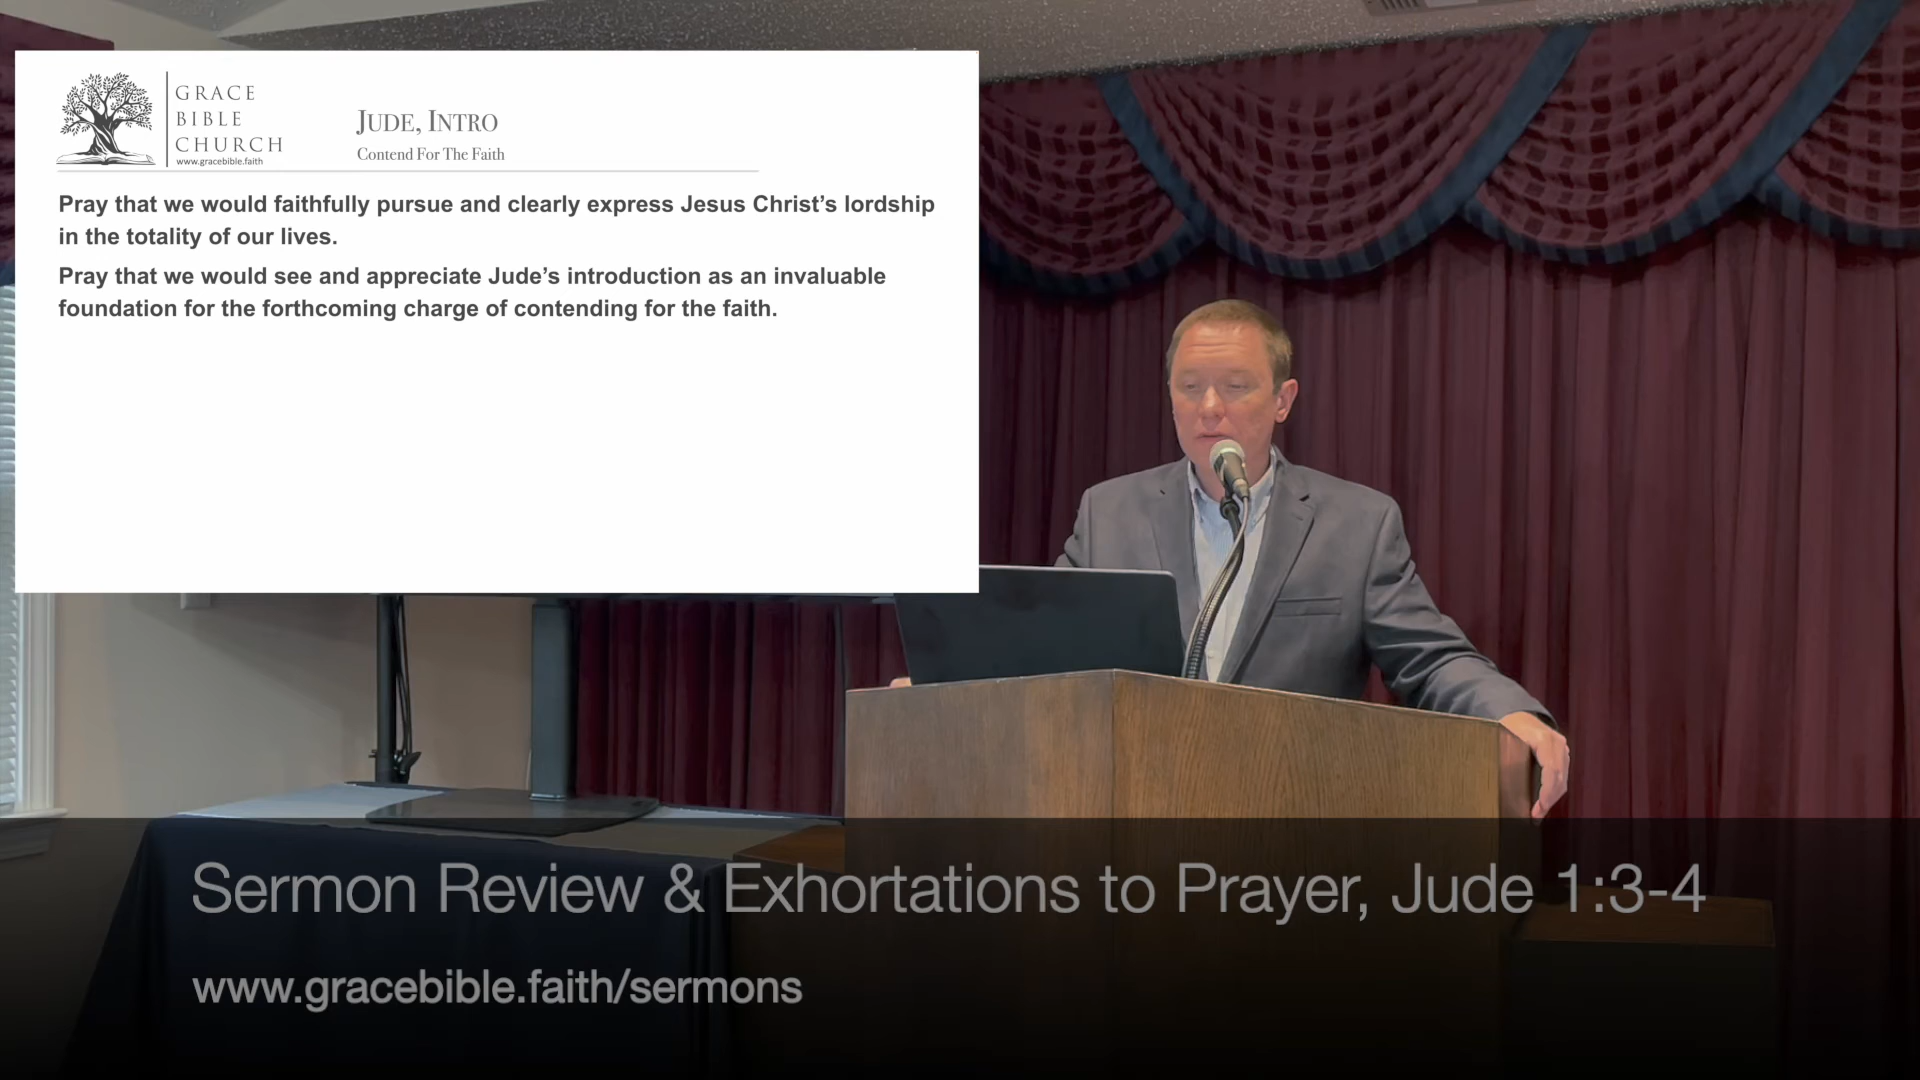 GRACE
BIBLE
CHURCH
www.gracebible.faith
JUDE, INTRO
Contend For The Faith
Pray that we would faithfully pursue and clearly express Jesus Christ’s lordship
in the totality of our lives.
Pray that we would see and appreciate Jude’s introduction as an invaluable
foundation for the forthcoming charge of contending for the faith.
Sermon Review & Exhortations to Prayer, Jude 1:3-4
www.gracebible.faith/sermons